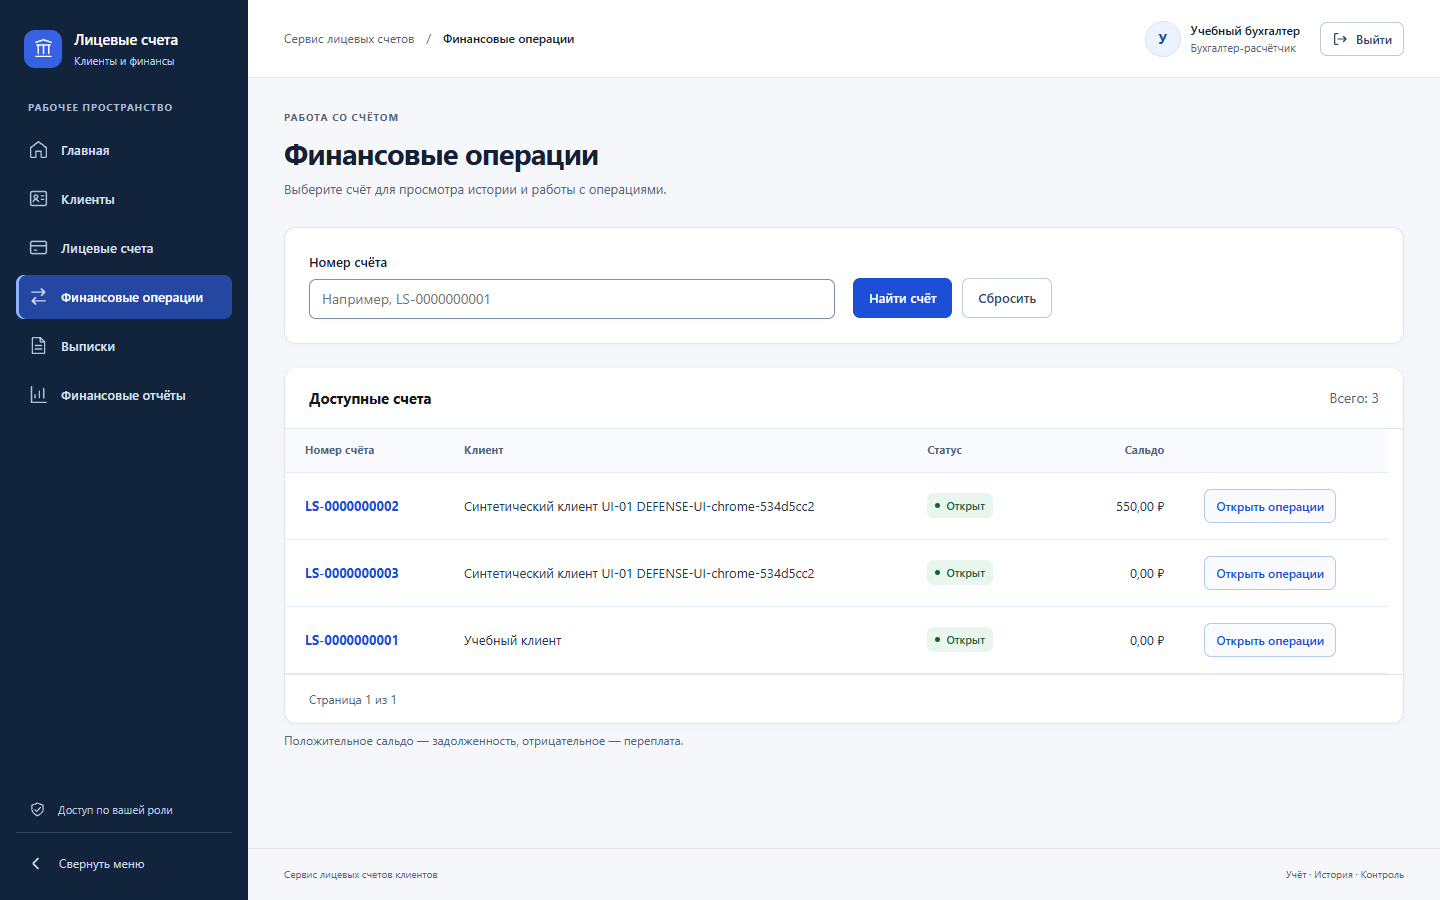 Лицевые счета
Клиенты и финансы
РАБОЧЕЕ ПРОСТРАНСТВО
Главная
Клиенты
Лицевые счета
Финансовые операции
Выписки
Финансовые отчёты
Доступ по вашей роли
Свернуть меню
Сервис лицевых счетов / Финансовые операции
У
Учебный бухгалтер
Бухгалтер-расчётчик
Выйти
РАБОТА СО СЧЁТОМ
Финансовые операции
Выберите счёт для просмотра истории и работы с операциями.
Номер счёта
Например, LS-0000000001
Найти счёт
Сбросить
Доступные счета
Всего: 3
Номер счёта Клиент Статус Сальдо
LS-0000000002 Синтетический клиент UI-01 DEFENSE-UI-chrome-534d5cc2 Открыт 550,00 ₽ Открыть операции
LS-0000000003 Синтетический клиент UI-01 DEFENSE-UI-chrome-534d5cc2 Открыт 0,00 ₽ Открыть операции
LS-0000000001 Учебный клиент Открыт 0,00 ₽ Открыть операции
Страница 1 из 1
Положительное сальдо — задолженность, отрицательное — переплата.
Сервис лицевых счетов клиентов
Учёт · История · Контроль